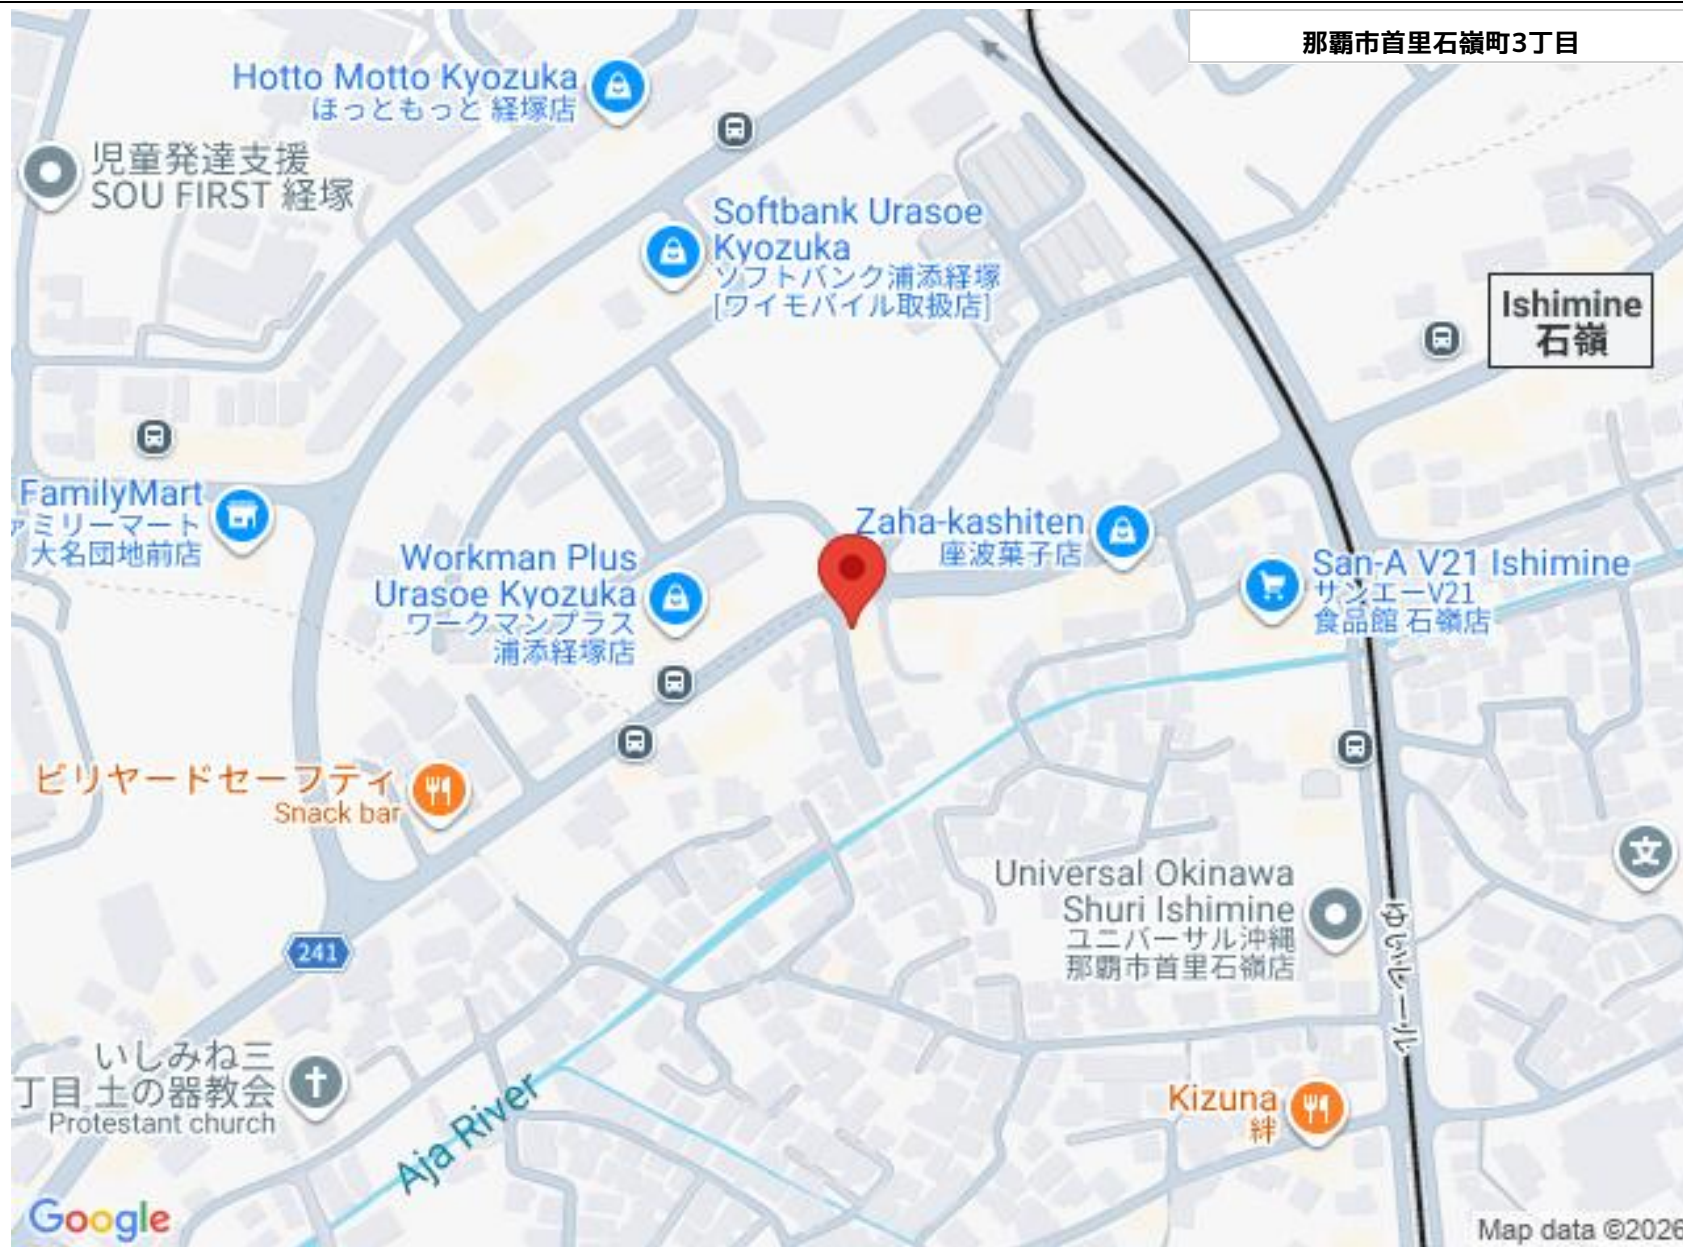 那覇市首里石嶺町3丁目
Hotto Motto Kyozuka
ほっともっと 経塚店
児童発達支援
SOU FIRST 経塚
Softbank Urasoe
Kyozuka
ソフトバンク浦添経塚
[ワイモバイル取扱店]
Ishimine
石嶺
FamilyMart
ァミリーマート
大名団地前店
Zaha-kashiten
座波菓子店
Workman Plus
Urasoe Kyozuka
ワークマンプラス
浦添経塚店
San-A V21 Ishimine
サンエーV21
食品館 石嶺店
ビリヤードセーフティ
Snack bar
Universal Okinawa
Shuri Ishimine
ユニバーサル沖縄
那覇市首里石嶺店
文
ゆいレール
241
いしみね三
丁目 土の器教会
Protestant church
Aja River
Kizuna
絆
Google
Map data ©2026